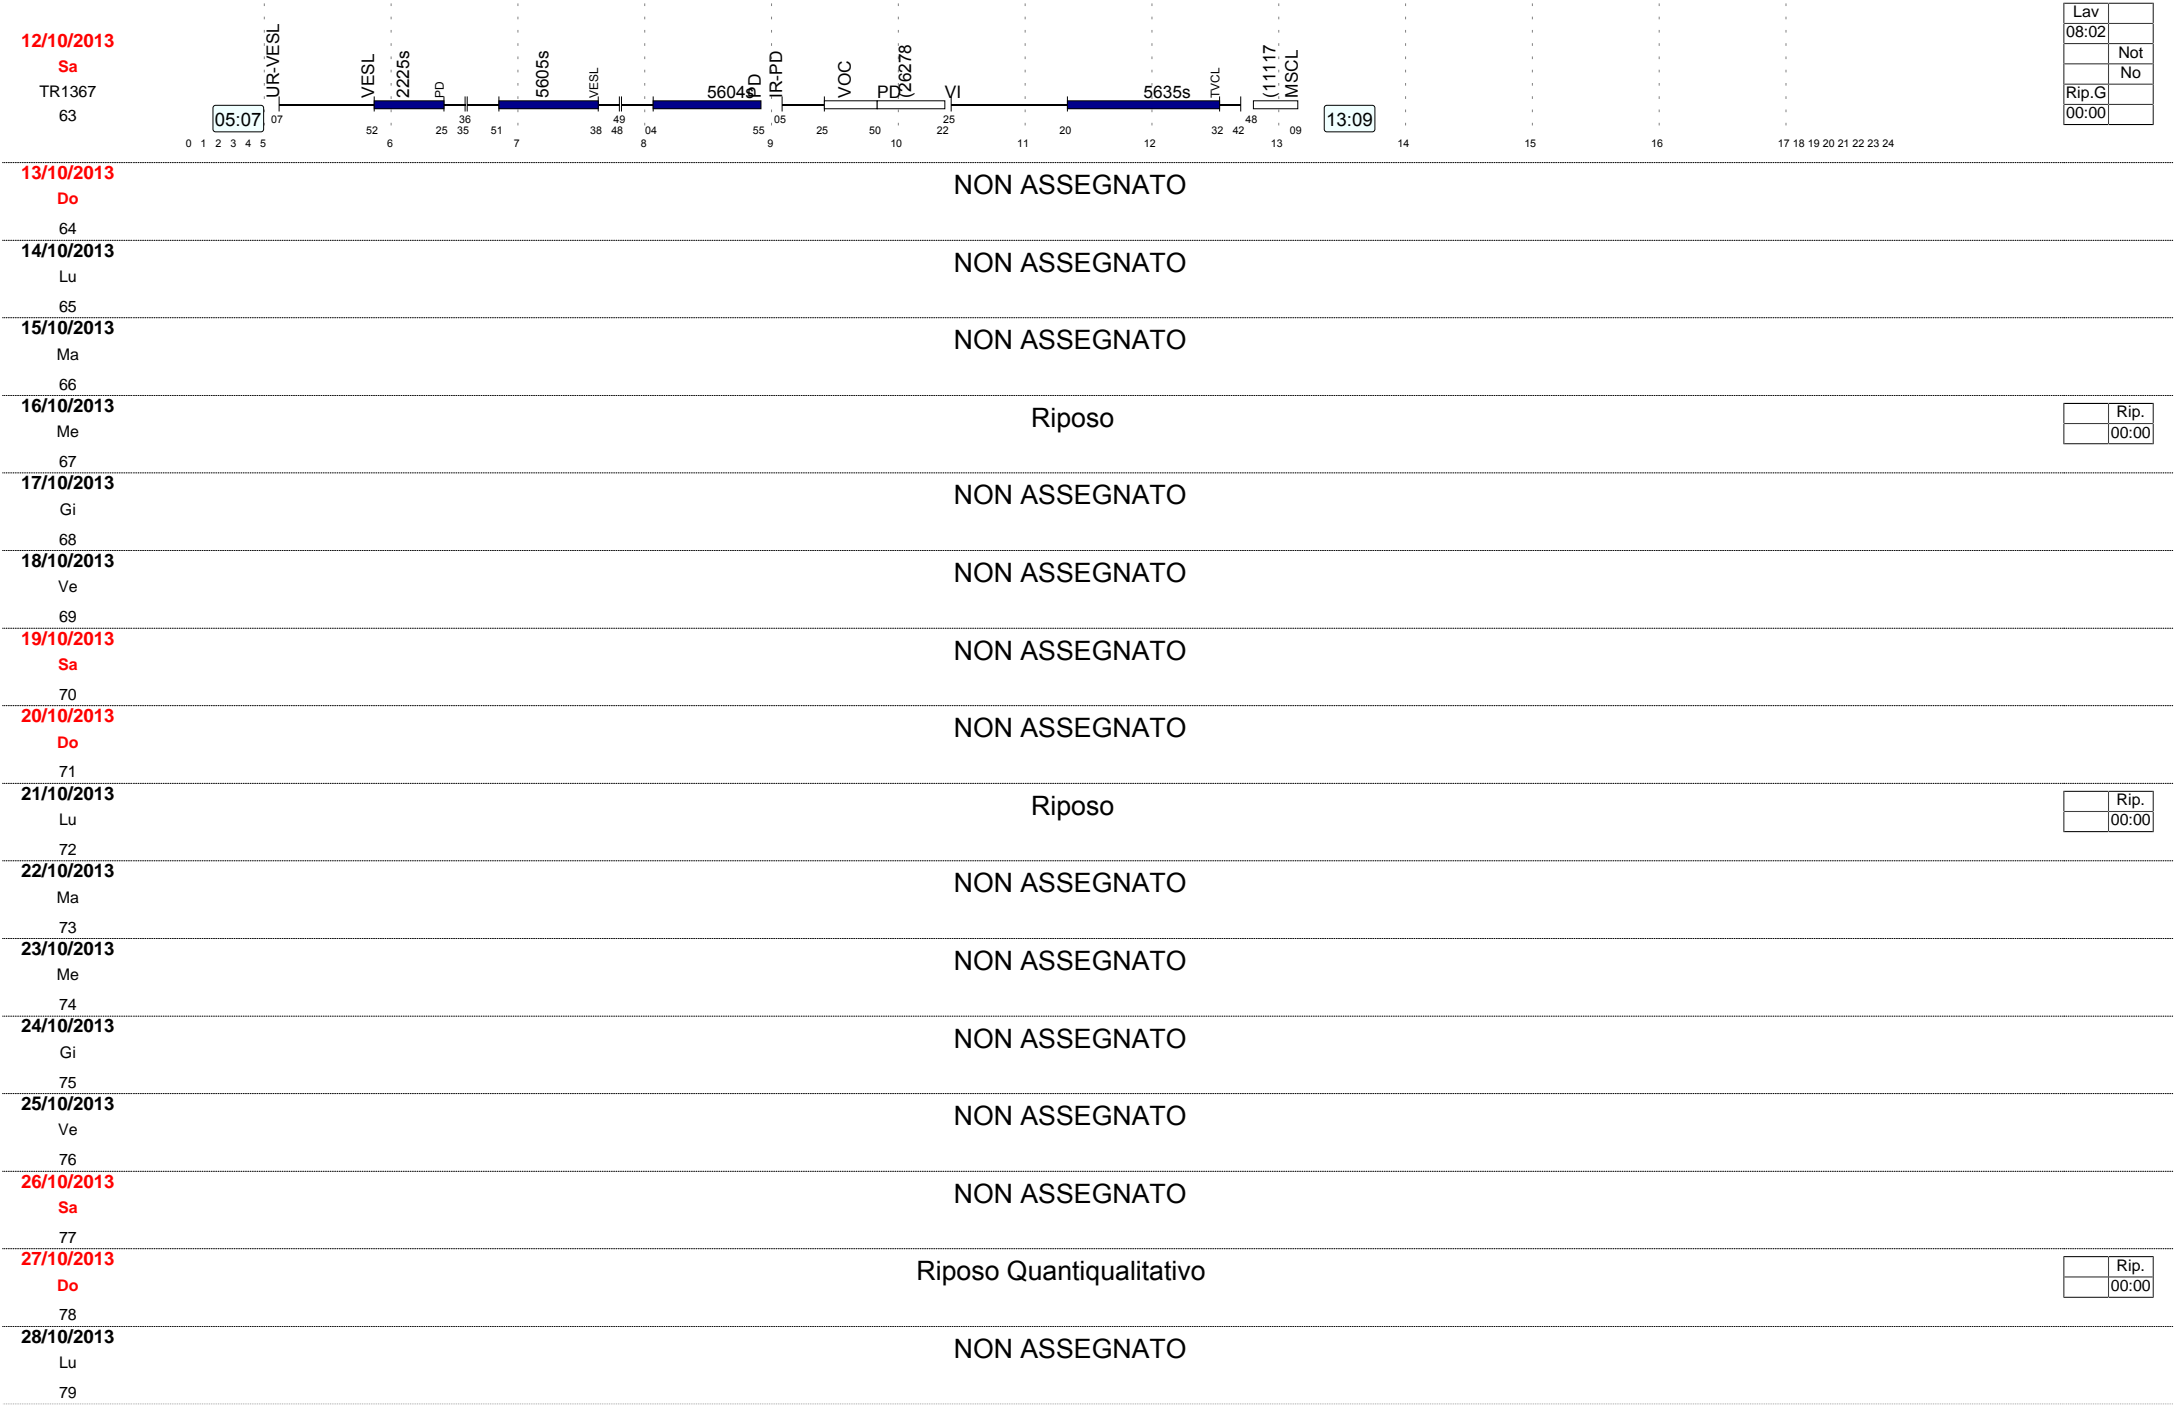 12/10/2013
Sa
TR1367
63
UR-VESL VESL 2225s PD 5605s VESL 5604s PD IR-PD VOC PD (26278 VI 5635s TVCL (11117 MSCL
05:07 07 36 49 05 25 48 13:09
52 25 35 51 38 48 04 55 25 50 22 20 32 42 09
0 1 2 3 4 5 6 7 8 9 10 11 12 13 14 15 16 17 18 19 20 21 22 23 24
Lav
08:02
Not
No
Rip.G
00:00
13/10/2013
Do
64
NON ASSEGNATO
14/10/2013
Lu
65
NON ASSEGNATO
15/10/2013
Ma
66
NON ASSEGNATO
16/10/2013
Me
67
Riposo
Rip.
00:00
17/10/2013
Gi
68
NON ASSEGNATO
18/10/2013
Ve
69
NON ASSEGNATO
19/10/2013
Sa
70
NON ASSEGNATO
20/10/2013
Do
71
NON ASSEGNATO
21/10/2013
Lu
72
Riposo
Rip.
00:00
22/10/2013
Ma
73
NON ASSEGNATO
23/10/2013
Me
74
NON ASSEGNATO
24/10/2013
Gi
75
NON ASSEGNATO
25/10/2013
Ve
76
NON ASSEGNATO
26/10/2013
Sa
77
NON ASSEGNATO
27/10/2013
Do
78
Riposo Quantiqualitativo
Rip.
00:00
28/10/2013
Lu
79
NON ASSEGNATO